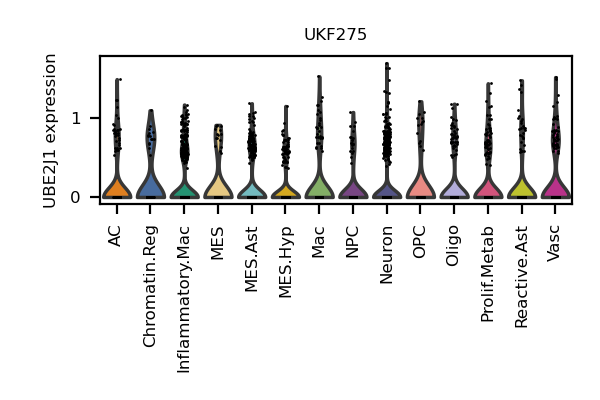 UKF275
UBE2J1 expression
1
0
AC
Chromatin.Reg
Inflammatory.Mac
MES
MES.Ast
MES.Hyp
Mac
NPC
Neuron
OPC
Oligo
Prolif.Metab
Reactive.Ast
Vasc